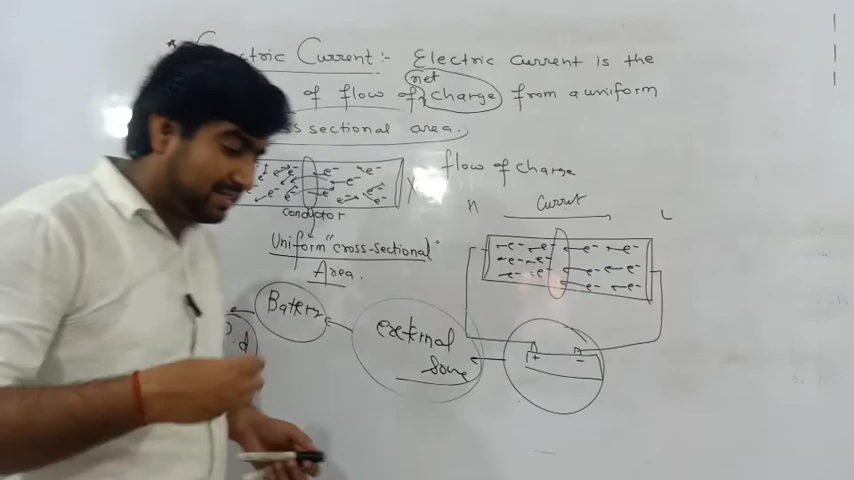 * Electric Current :- Electric current is the
of flow of net charge from a uniform
ss sectional area.
flow of charge
e⁻ e⁻ e⁻ e⁻ e⁻ e⁻ e⁻ e⁻
conductor
n Current
Uniform "cross-sectional"
Area.
e⁻ e⁻ e⁻ e⁻
e⁻ e⁻ e⁻ e⁻
e⁻ e⁻ e⁻ e⁻
Battery
external
P.d
+ -